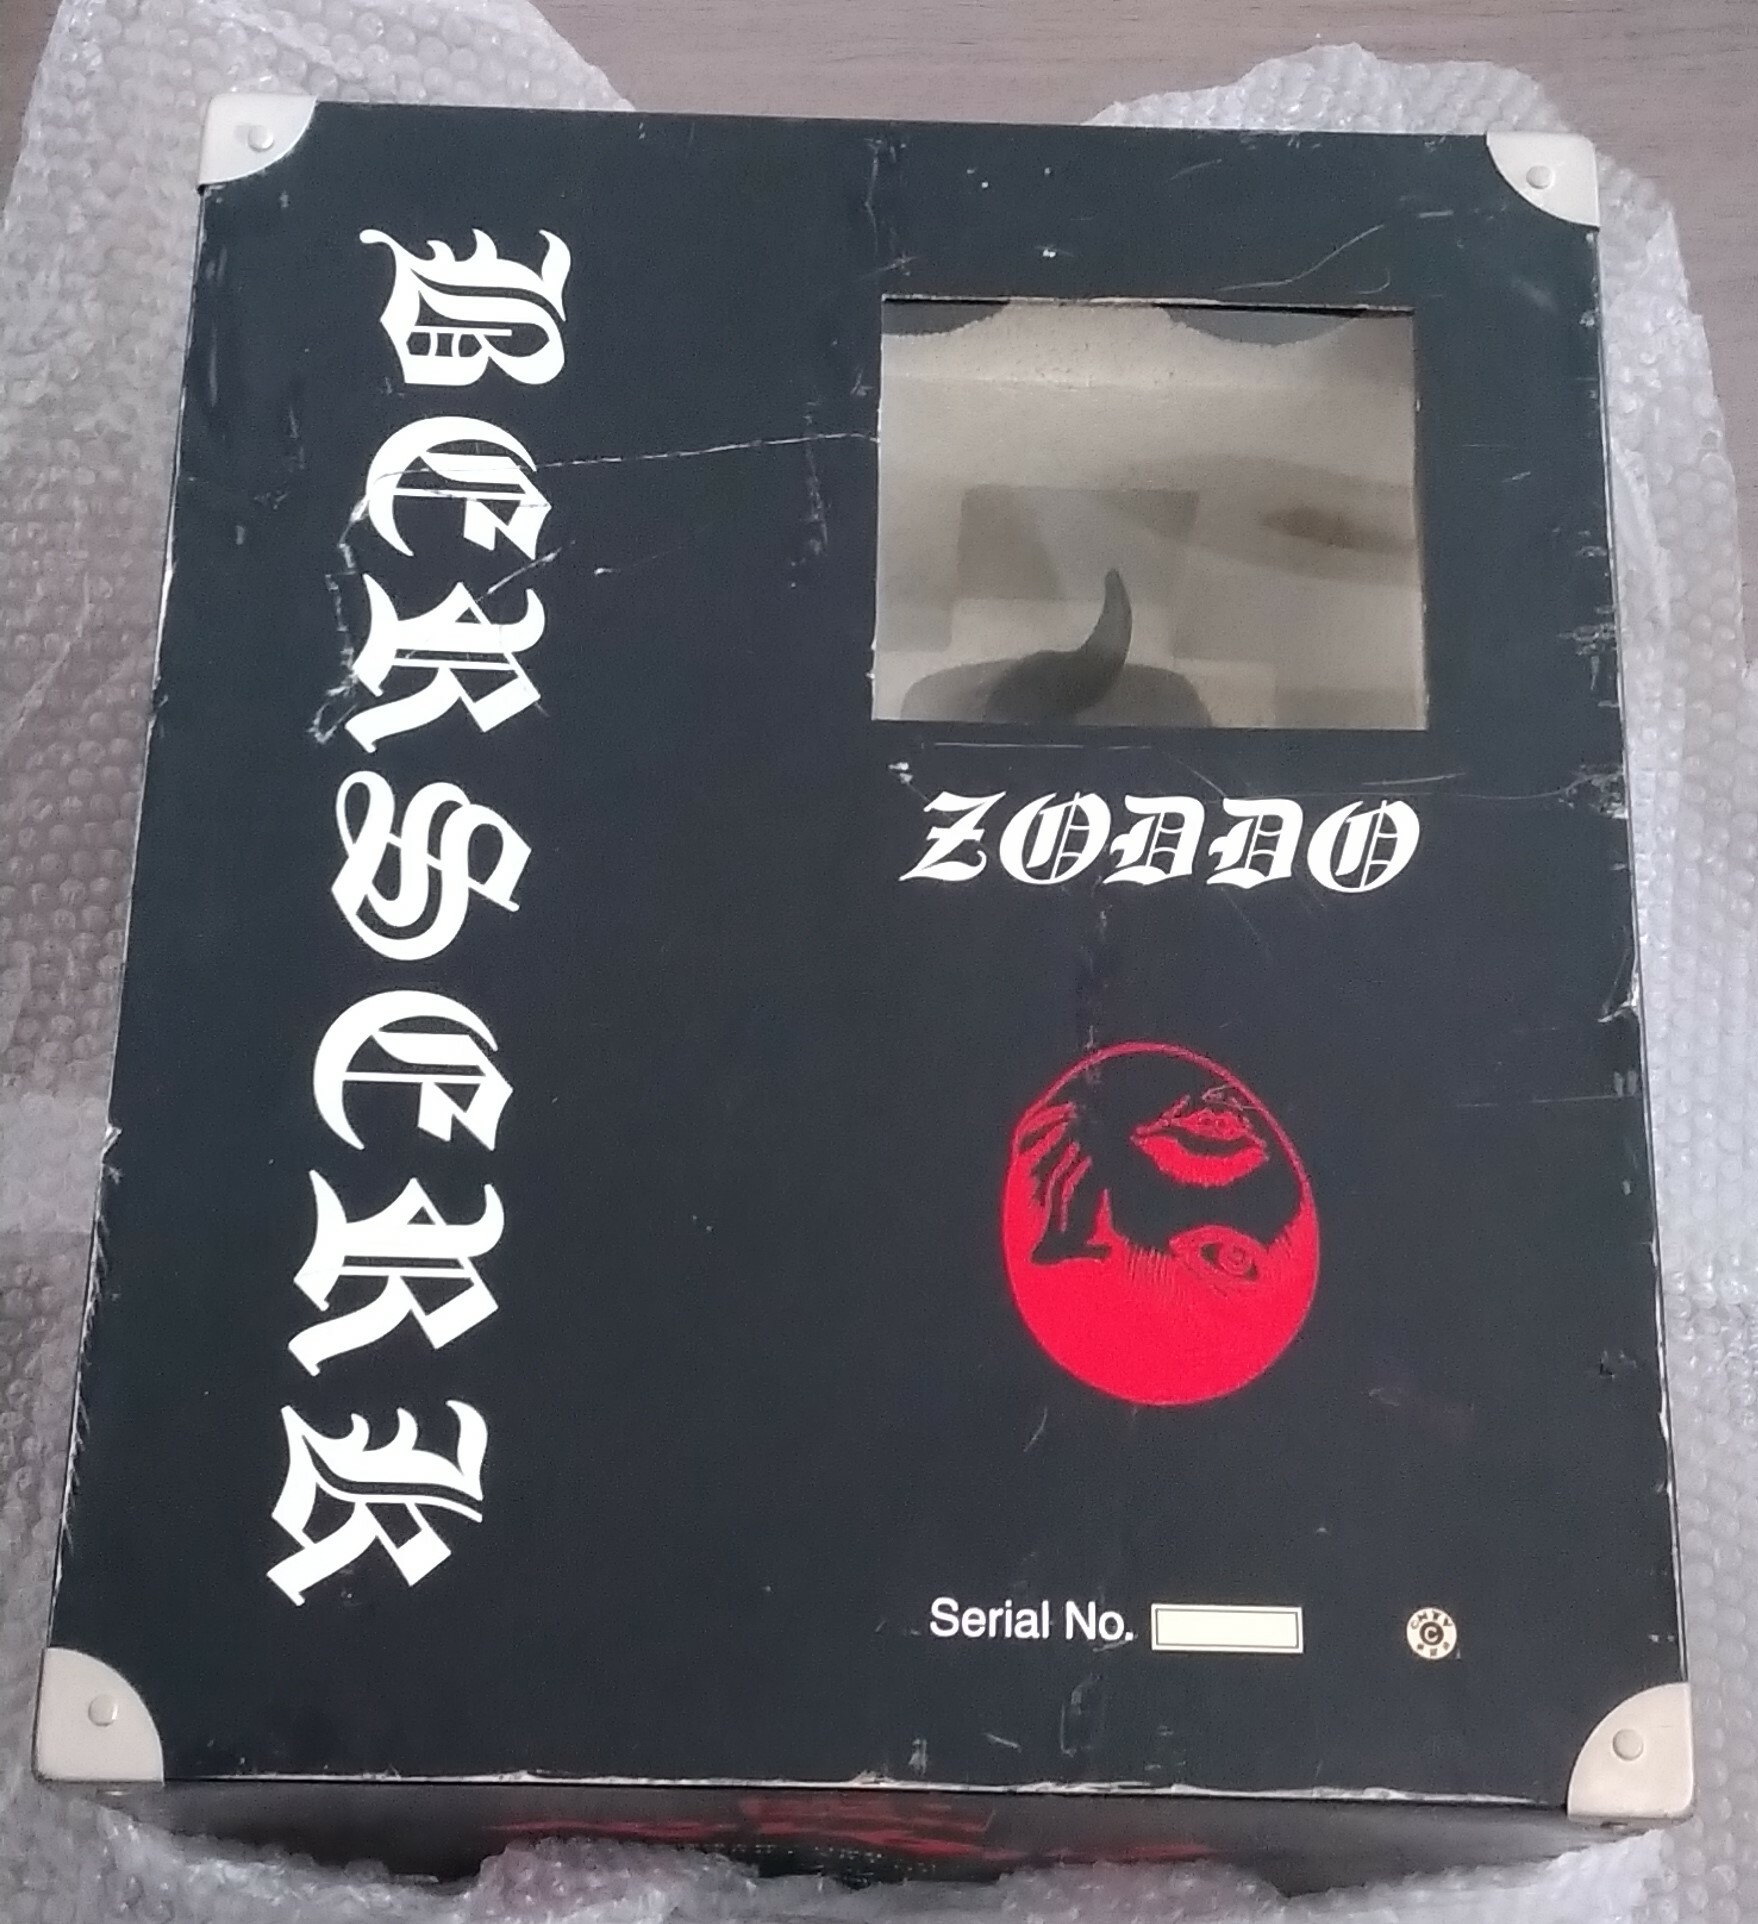 BERSERK
ZODDO
Serial No.